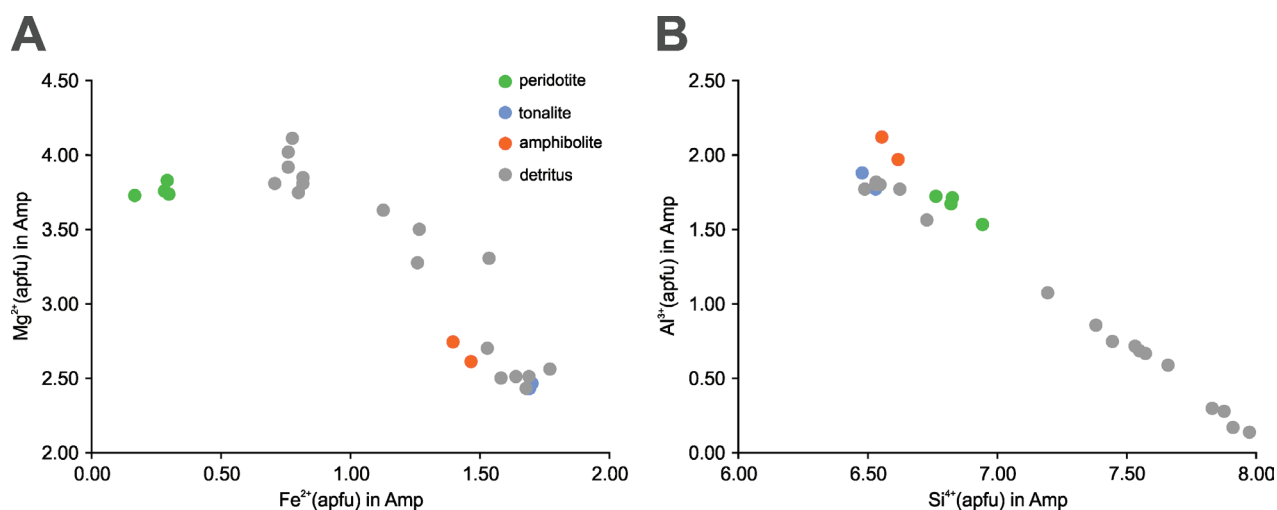 A
B
4.50
4.00
3.50
3.00
2.50
2.00
Mg²⁺(apfu) in Amp
0.00
0.50
1.00
1.50
2.00
Fe²⁺(apfu) in Amp
peridotite
tonalite
amphibolite
detritus
2.50
2.00
1.50
1.00
0.50
0.00
Al³⁺(apfu) in Amp
6.00
6.50
7.00
7.50
8.00
Si⁴⁺(apfu) in Amp